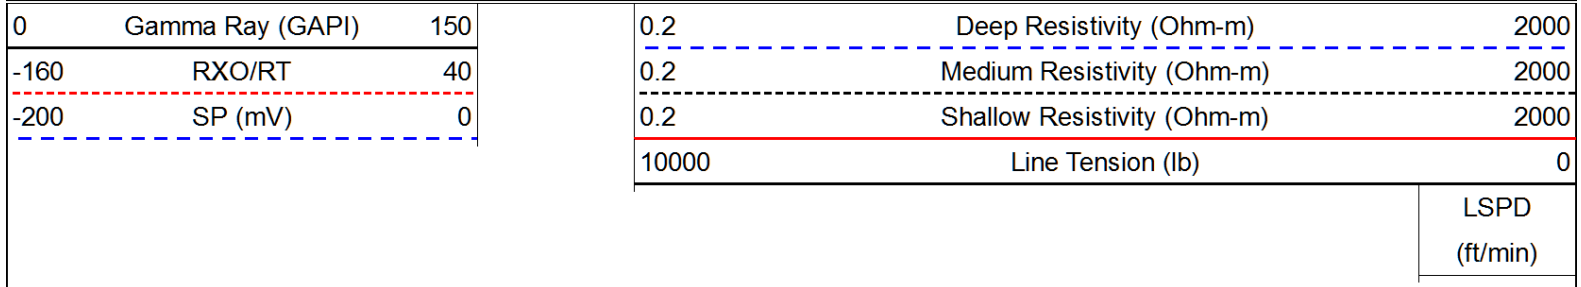 0 Gamma Ray (GAPI) 150
-160 RXO/RT 40
-200 SP (mV) 0
0.2 Deep Resistivity (Ohm-m) 2000
0.2 Medium Resistivity (Ohm-m) 2000
0.2 Shallow Resistivity (Ohm-m) 2000
10000 Line Tension (lb) 0
LSPD
(ft/min)